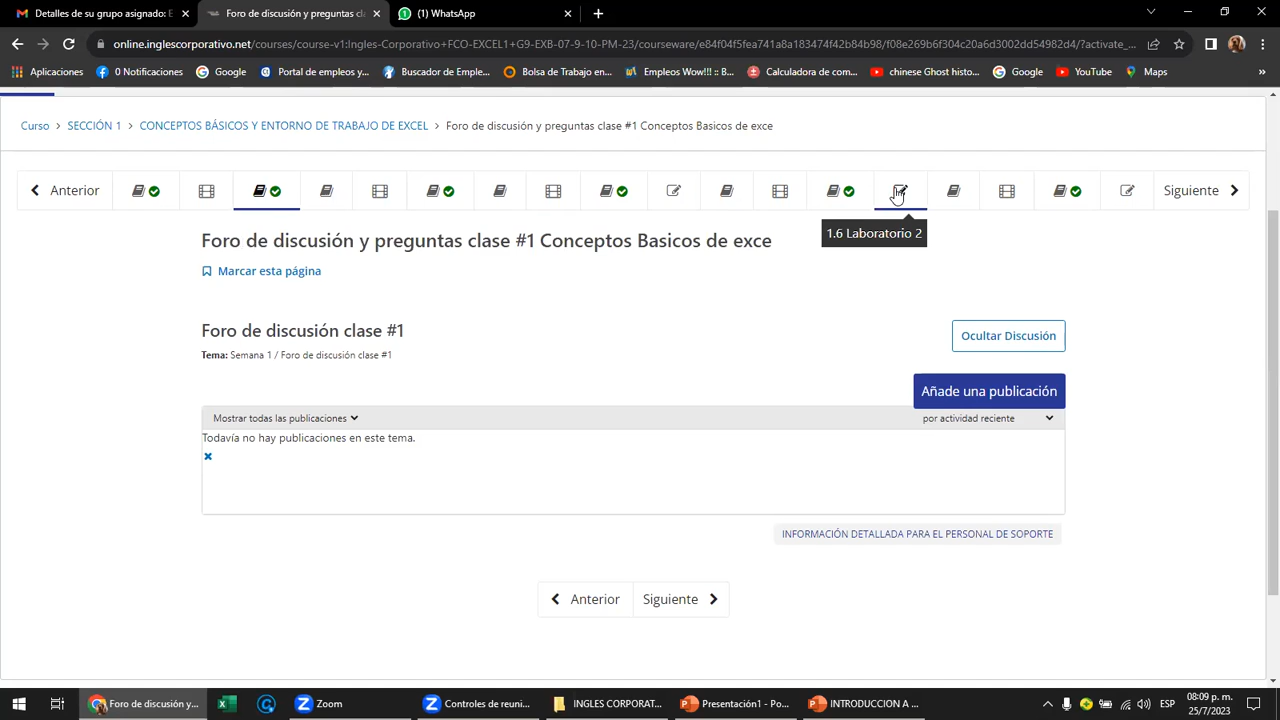 Detalles de su grupo asignado: E
Foro de discusión y preguntas cl
(1) WhatsApp
online.inglescorporativo.net/courses/course-v1:Ingles-Corporativo+FCO-EXCEL1+G9-EXB-07-9-10-PM-23/courseware/e84f04f5fea741a8a183474f42b84b98/f08e269b6f304c20a6d3002dd54982d4/?activate_...
Aplicaciones
0 Notificaciones
Google
Portal de empleos y...
Buscador de Emple...
Bolsa de Trabajo en...
Empleos Wow!!! :: B...
Calculadora de com...
chinese Ghost histo...
Google
YouTube
Maps
»
Curso > SECCIÓN 1 > CONCEPTOS BÁSICOS Y ENTORNO DE TRABAJO DE EXCEL > Foro de discusión y preguntas clase #1 Conceptos Basicos de exce
Anterior
Siguiente
1.6 Laboratorio 2
Foro de discusión y preguntas clase #1 Conceptos Basicos de exce
Marcar esta página
Foro de discusión clase #1
Ocultar Discusión
Tema: Semana 1 / Foro de discusión clase #1
Añade una publicación
Mostrar todas las publicaciones
por actividad reciente
Todavía no hay publicaciones en este tema.
INFORMACIÓN DETALLADA PARA EL PERSONAL DE SOPORTE
Anterior
Siguiente
Foro de discusión y...
Zoom
Controles de reuni...
INGLES CORPORAT...
Presentación1 - Po...
INTRODUCCION A ...
ESP
08:09 p. m.
25/7/2023